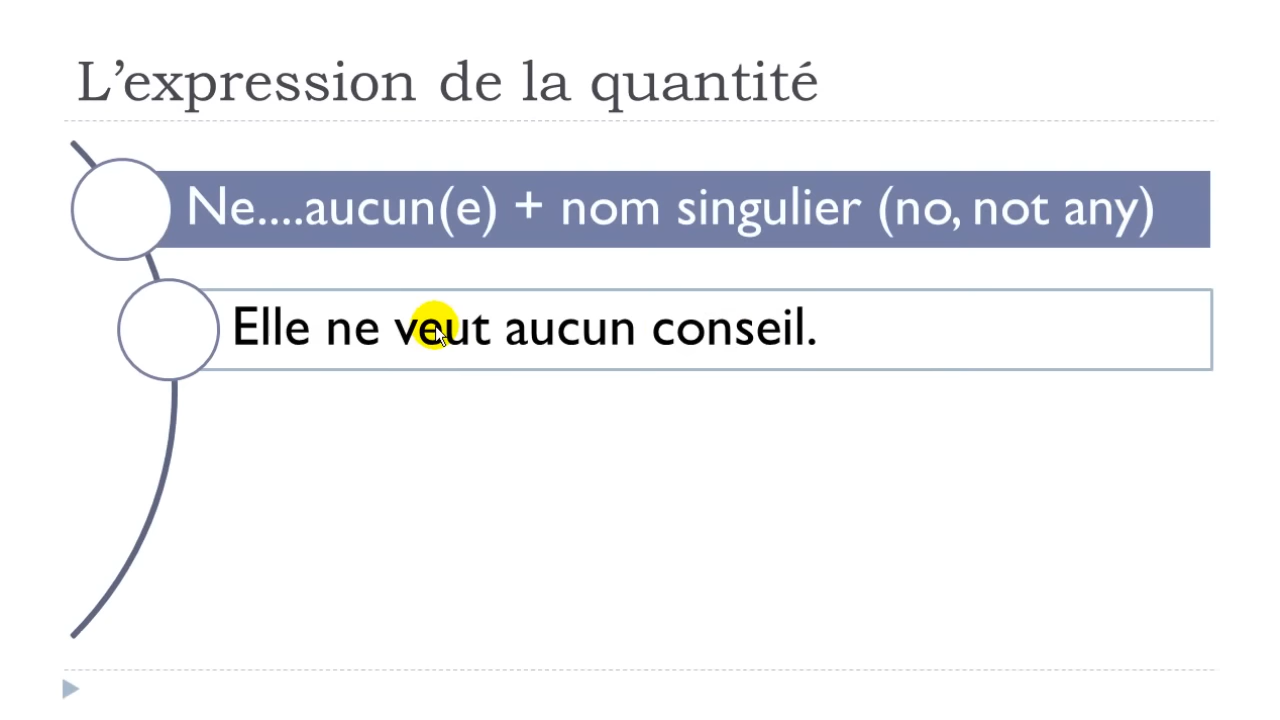 L’expression de la quantité
Ne....aucun(e) + nom singulier (no, not any)
Elle ne veut aucun conseil.